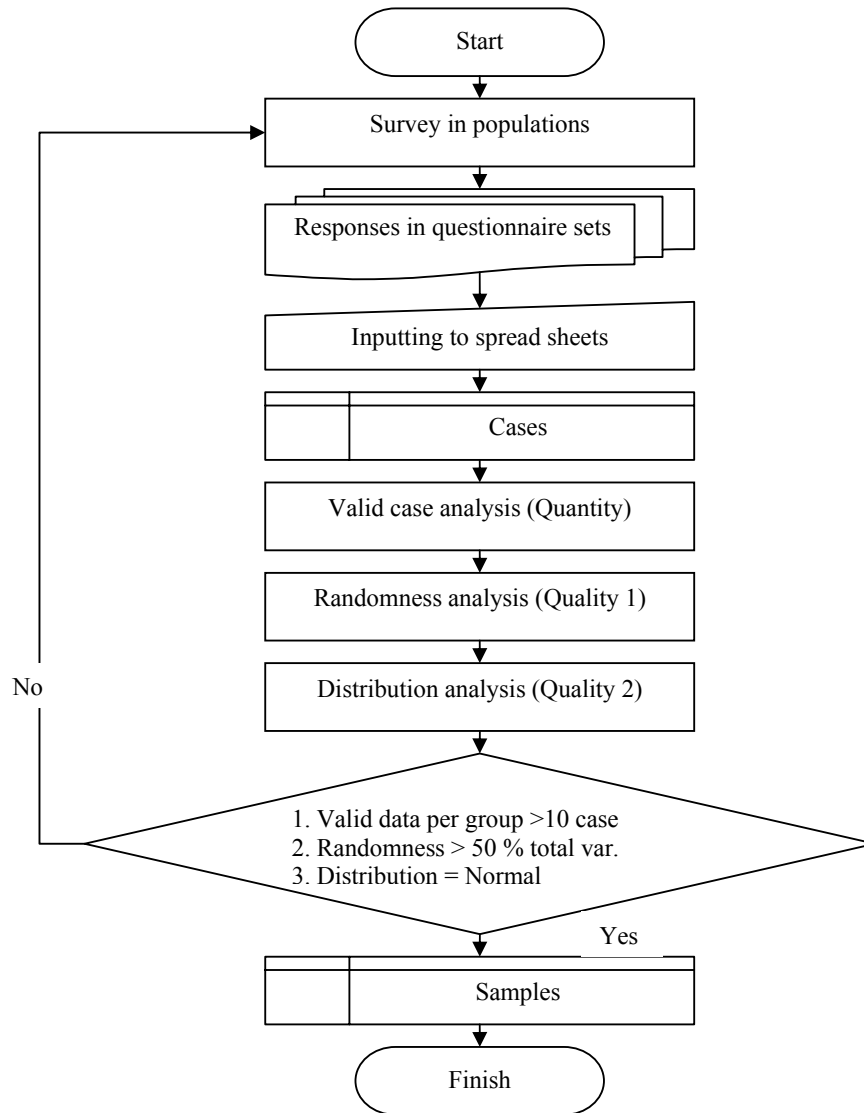 Start
Survey in populations
Responses in questionnaire sets
Inputting to spread sheets
Cases
Valid case analysis (Quantity)
Randomness analysis (Quality 1)
Distribution analysis (Quality 2)
No
1. Valid data per group >10 case
2. Randomness > 50 % total var.
3. Distribution = Normal
Yes
Samples
Finish